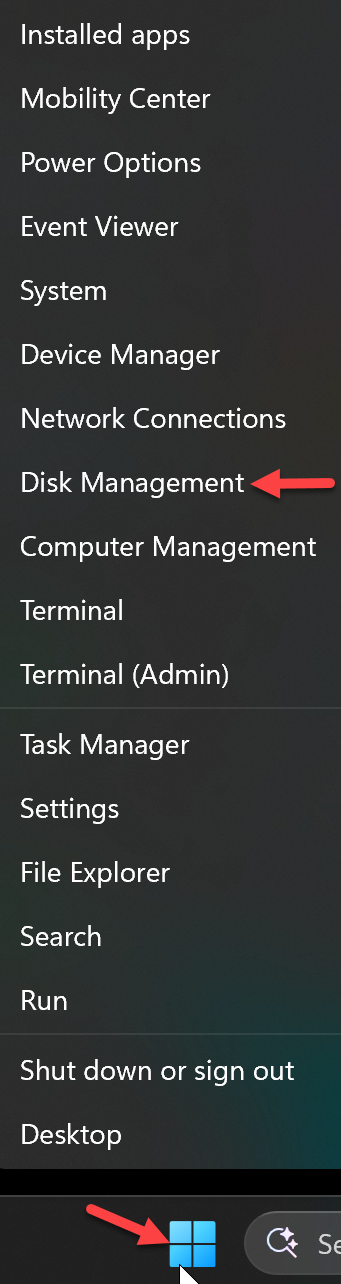 Installed apps
Mobility Center
Power Options
Event Viewer
System
Device Manager
Network Connections
Disk Management
Computer Management
Terminal
Terminal (Admin)
Task Manager
Settings
File Explorer
Search
Run
Shut down or sign out
Desktop